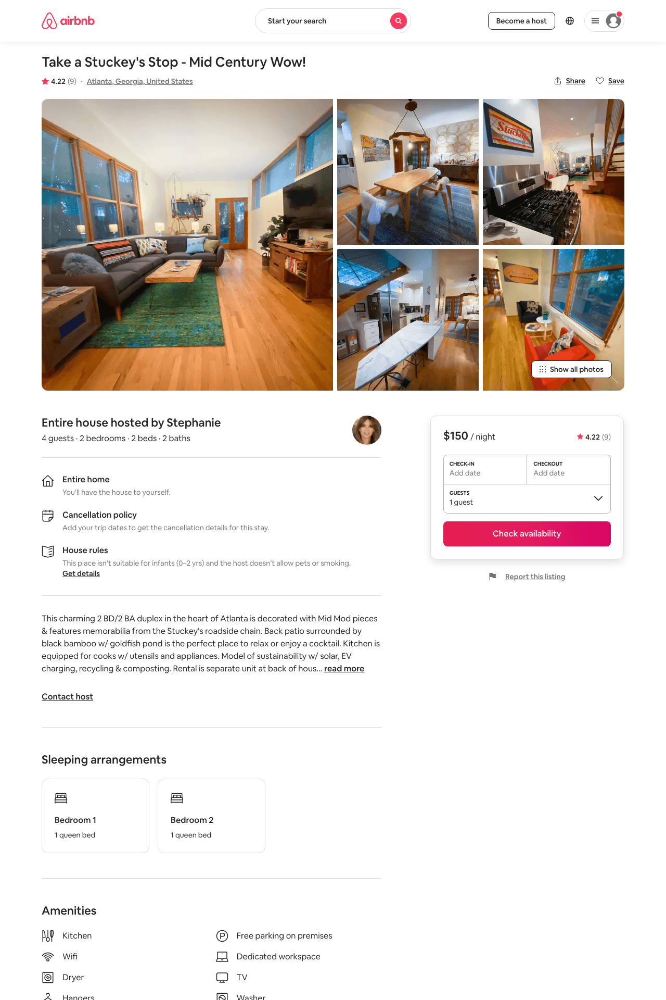 airbnb
Start your search
Become a host
Take a Stuckey's Stop - Mid Century Wow!
4.22 (9) · Atlanta, Georgia, United States
Share
Save
Stuckey's
Stuckey's
Show all photos
Entire house hosted by Stephanie
4 guests · 2 bedrooms · 2 beds · 2 baths
$150 / night
4.22 (9)
CHECK-IN
Add date
CHECKOUT
Add date
GUESTS
1 guest
Check availability
Report this listing
Entire home
You’ll have the house to yourself.
Cancellation policy
Add your trip dates to get the cancellation details for this stay.
House rules
This place isn’t suitable for infants (0–2 yrs) and the host doesn’t allow pets or smoking.
Get details
This charming 2 BD/2 BA duplex in the heart of Atlanta is decorated with Mid Mod pieces
& features memorabilia from the Stuckey's roadside chain. Back patio surrounded by
black bamboo w/ goldfish pond is the perfect place to relax or enjoy a cocktail. Kitchen is
equipped for cooks w/ utensils and appliances. Model of sustainability w/ solar, EV
charging, recycling & composting. Rental is separate unit at back of hous... read more
Contact host
Sleeping arrangements
Bedroom 1
1 queen bed
Bedroom 2
1 queen bed
Amenities
Kitchen
Free parking on premises
Wifi
Dedicated workspace
Dryer
TV
Hangers
Washer